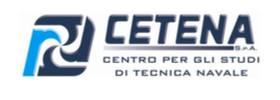 CETENA
S.p.A.
CENTRO PER GLI STUDI
DI TECNICA NAVALE